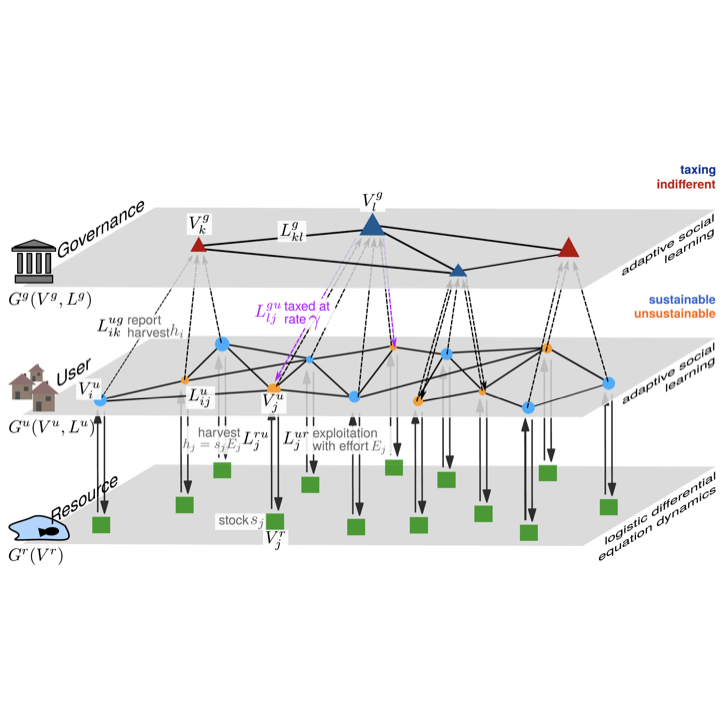 taxing
indifferent
Governance
V_k^g
L_{kl}^g
V_l^g
adaptive social
learning
G^g(V^g, L^g)
sustainable
unsustainable
L_{ik}^{ug} report
harvest h_i
L_{lj}^{gu} taxed at
rate γ
User
V_i^u
L_{ij}^u
V_j^u
adaptive social
learning
G^u(V^u, L^u)
harvest
h_j = s_j E_j L_j^{ru}
L_j^{ur} exploitation
with effort E_j
Resource
stock s_j
V_j^r
logistic differential
equation dynamics
G^r(V^r)